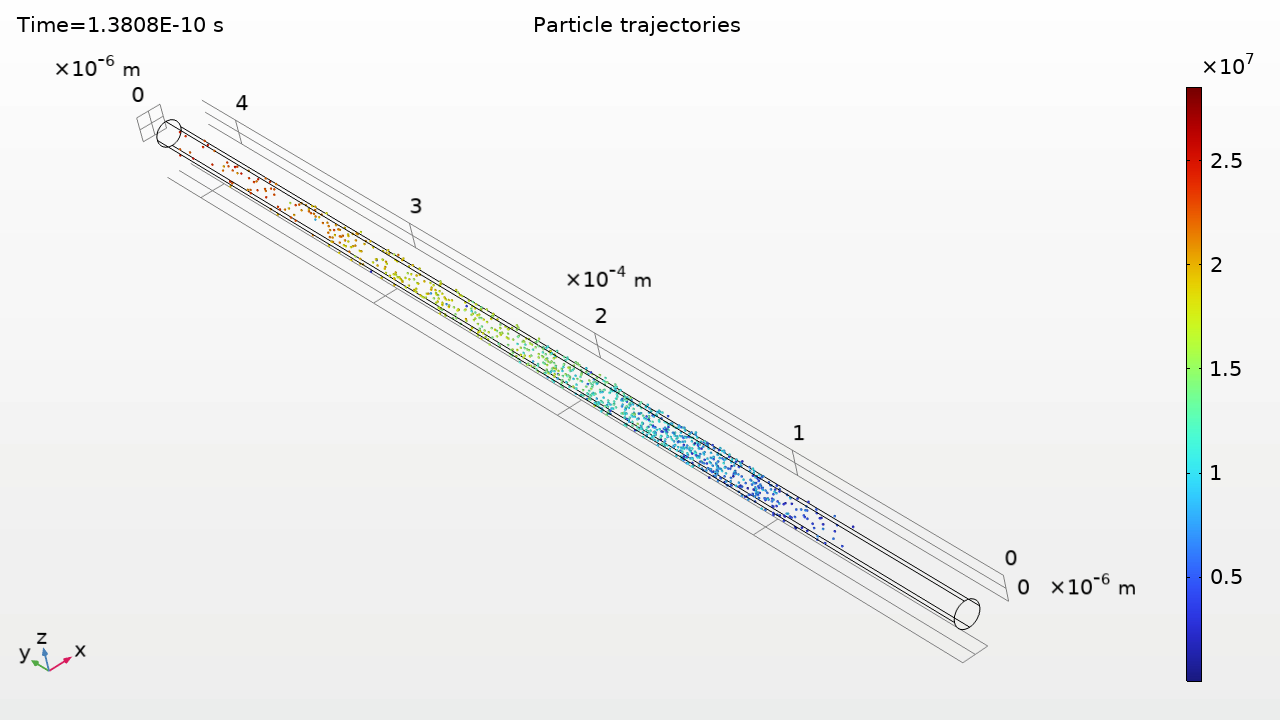 Time=1.3808E-10 s
Particle trajectories
×10⁻⁶ m
0
4
3
×10⁻⁴ m
2
1
0
0 ×10⁻⁶ m
×10⁷
2.5
2
1.5
1
0.5
z
y
x